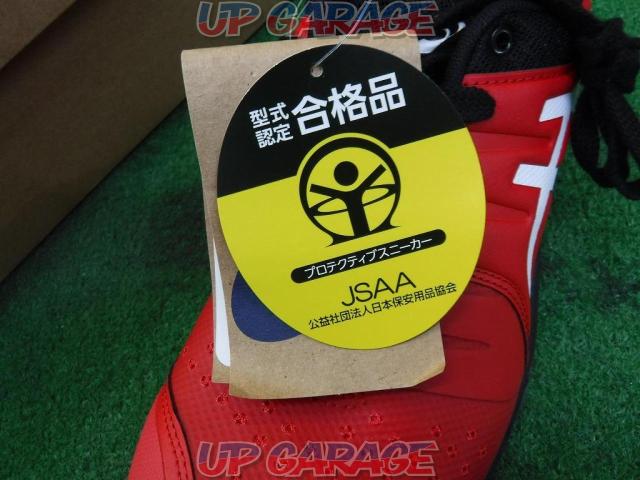 UP GARAGE
型式
認定
合格品
プロテクティブスニーカー
JSAA
公益社団法人日本保安用品協会
UP GARAGE